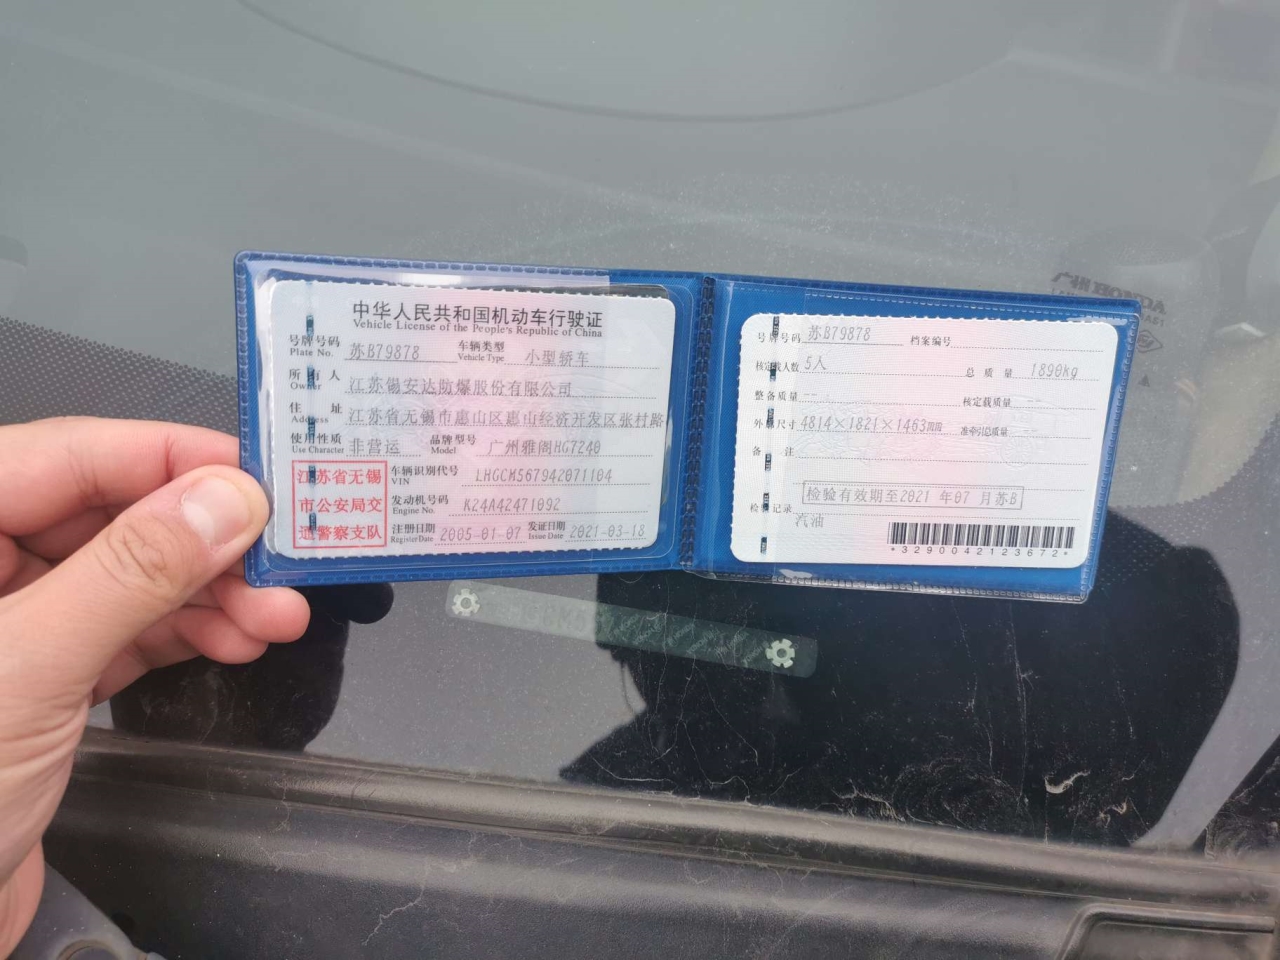 中华人民共和国机动车行驶证
Vehicle License of the People's Republic of China
号牌号码 Plate No. 苏B79878 车辆类型 Vehicle Type 小型轿车
所有人 Owner 江苏锡安达防爆股份有限公司
住址 Address 江苏省无锡市惠山区惠山经济开发区张村路
使用性质 Use Character 非营运 品牌型号 Model 广州雅阁HG7240
江苏省无锡
市公安局交
通警察支队
车辆识别代号 VIN LHGCM567942071104
发动机号码 Engine No. K24A42471092
注册日期 Register Date 2005-01-07 发证日期 Issue Date 2021-03-18
号牌号码 苏B79878 档案编号
核定载人数 5人 总质量 1890kg
整备质量 -- 核定载质量 --
外廓尺寸 4814×1821×1463 准牵引总质量 --
备注
检验有效期至2021年07月苏B
检验记录
汽油
*3290042123672*